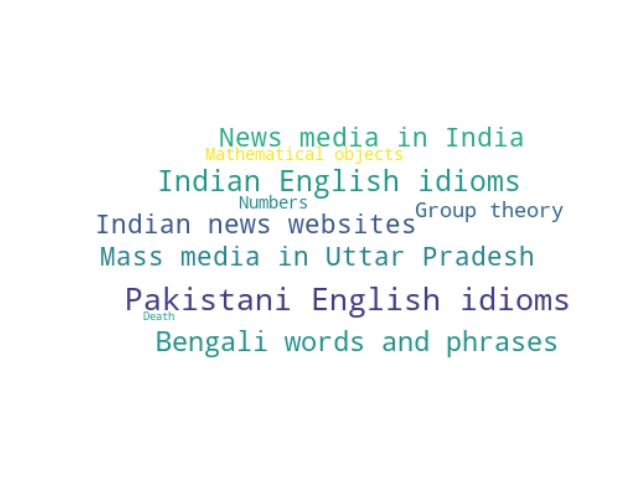 News media in India
Mathematical objects
Indian English idioms
Numbers
Group theory
Indian news websites
Mass media in Uttar Pradesh
Pakistani English idioms
Death
Bengali words and phrases